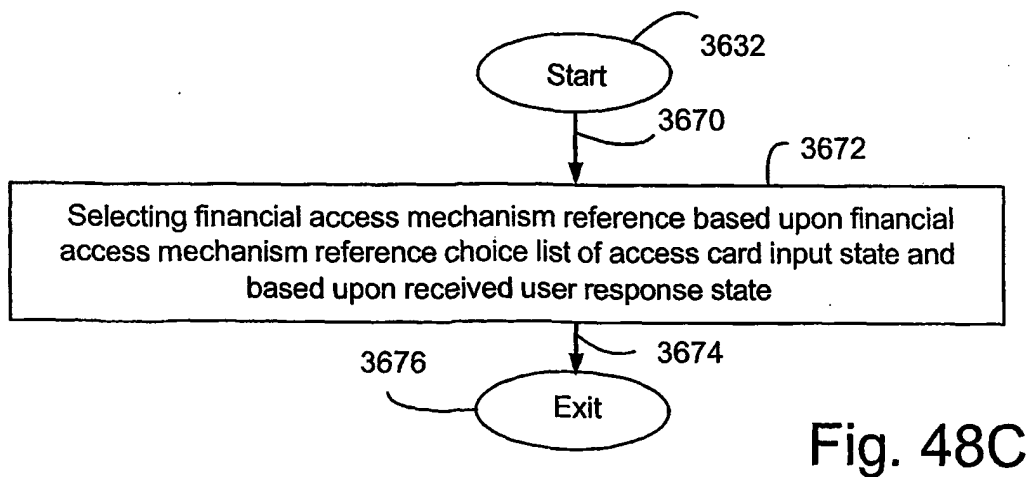 3632
Start
3670
3672
Selecting financial access mechanism reference based upon financial
access mechanism reference choice list of access card input state and
based upon received user response state
3674
3676
Exit
Fig. 48C